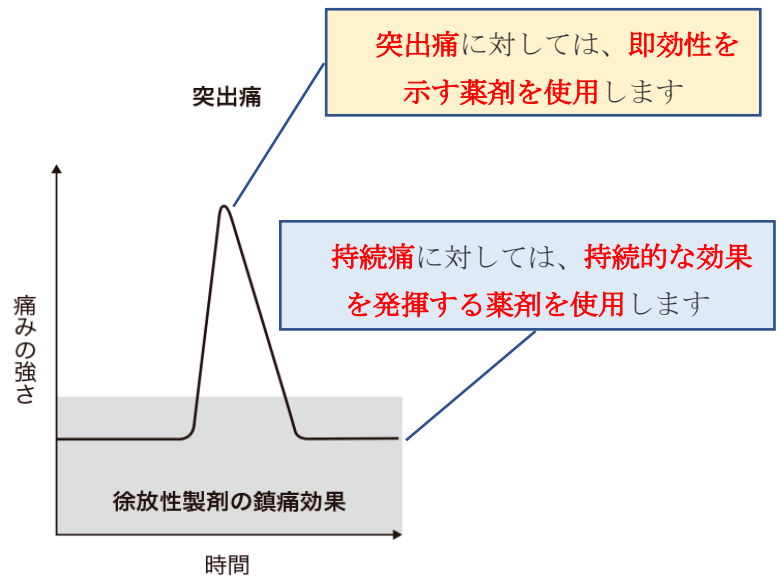 突出痛に対しては、即効性を
示す薬剤を使用します
突出痛
持続痛に対しては、持続的な効果
を発揮する薬剤を使用します
痛みの強さ
徐放性製剤の鎮痛効果
時間